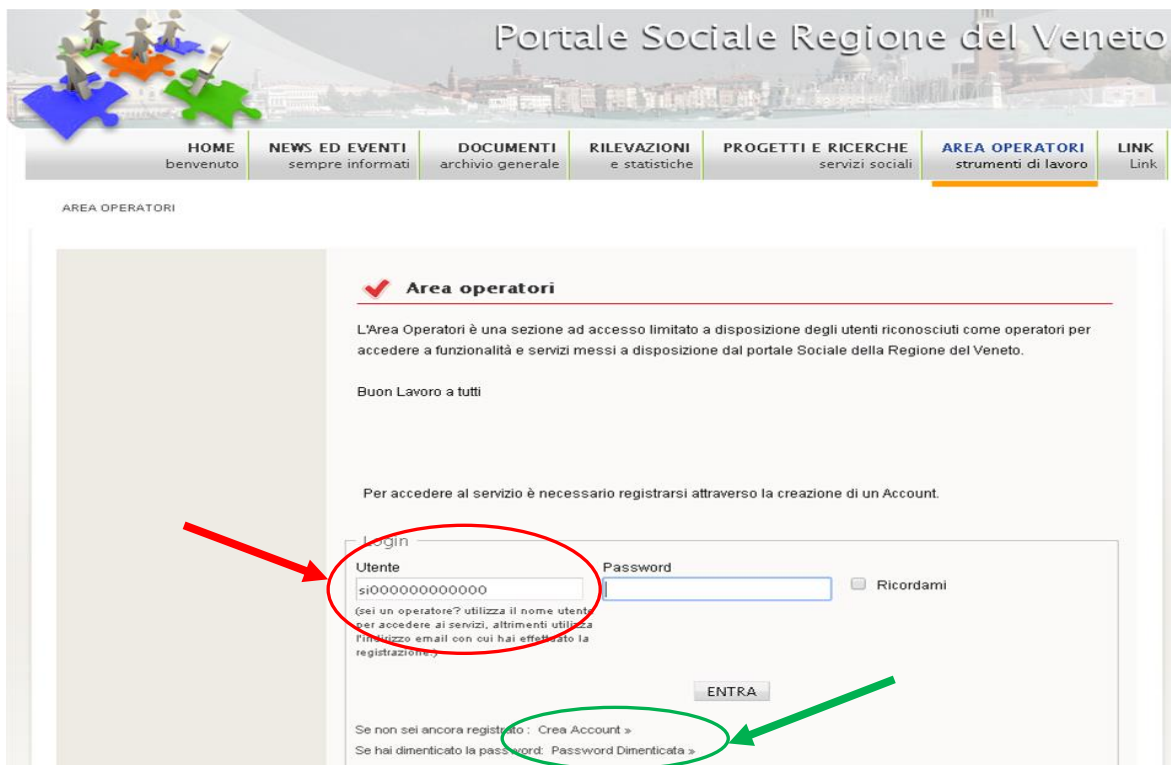 Portale Sociale Regione del Veneto
HOME
benvenuto
NEWS ED EVENTI
sempre informati
DOCUMENTI
archivio generale
RILEVAZIONI
e statistiche
PROGETTI E RICERCHE
servizi sociali
AREA OPERATORI
strumenti di lavoro
LINK
Link
AREA OPERATORI
Area operatori
L'Area Operatori è una sezione ad accesso limitato a disposizione degli utenti riconosciuti come operatori per
accedere a funzionalità e servizi messi a disposizione dal portale Sociale della Regione del Veneto.
Buon Lavoro a tutti
Per accedere al servizio è necessario registrarsi attraverso la creazione di un Account.
Login
Utente
Password
si000000000000
Ricordami
(sei un operatore? utilizza il nome utente
per accedere ai servizi, altrimenti utilizza
l'indirizzo email con cui hai effettuato la
registrazione.)
ENTRA
Se non sei ancora registrato : Crea Account »
Se hai dimenticato la password: Password Dimenticata »